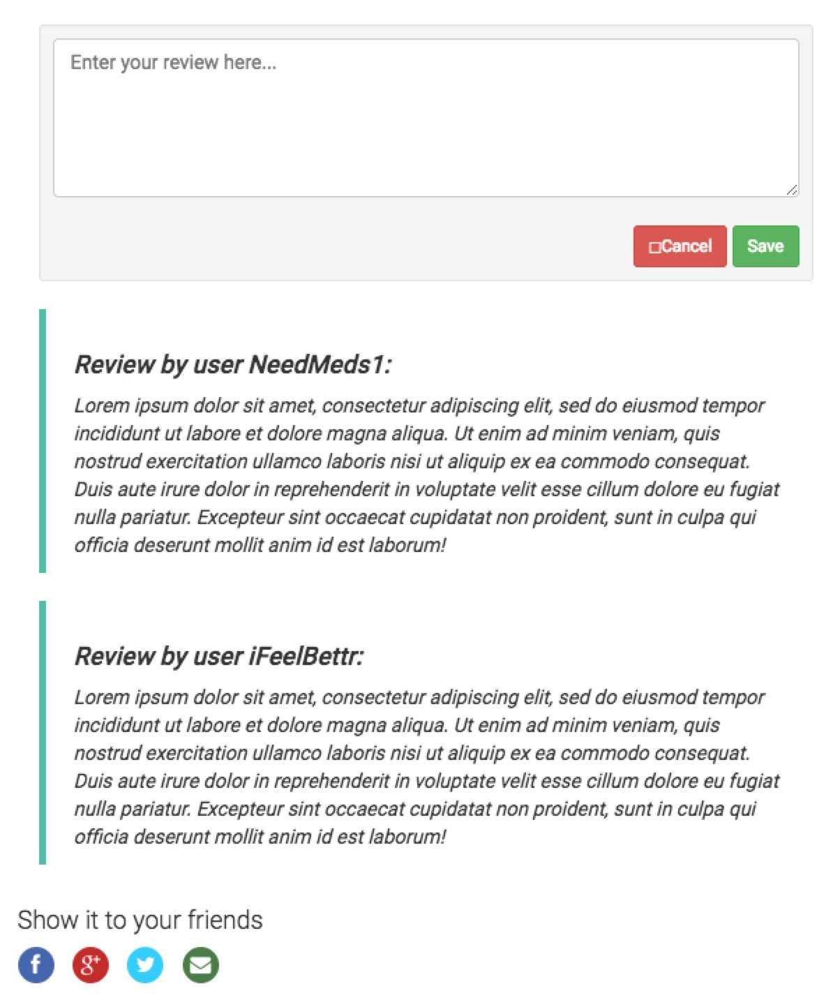 Enter your review here...
Cancel Save
Review by user NeedMeds1:
Lorem ipsum dolor sit amet, consectetur adipiscing elit, sed do eiusmod tempor
incididunt ut labore et dolore magna aliqua. Ut enim ad minim veniam, quis
nostrud exercitation ullamco laboris nisi ut aliquip ex ea commodo consequat.
Duis aute irure dolor in reprehenderit in voluptate velit esse cillum dolore eu fugiat
nulla pariatur. Excepteur sint occaecat cupidatat non proident, sunt in culpa qui
officia deserunt mollit anim id est laborum!
Review by user iFeelBettr:
Lorem ipsum dolor sit amet, consectetur adipiscing elit, sed do eiusmod tempor
incididunt ut labore et dolore magna aliqua. Ut enim ad minim veniam, quis
nostrud exercitation ullamco laboris nisi ut aliquip ex ea commodo consequat.
Duis aute irure dolor in reprehenderit in voluptate velit esse cillum dolore eu fugiat
nulla pariatur. Excepteur sint occaecat cupidatat non proident, sunt in culpa qui
officia deserunt mollit anim id est laborum!
Show it to your friends
f g+